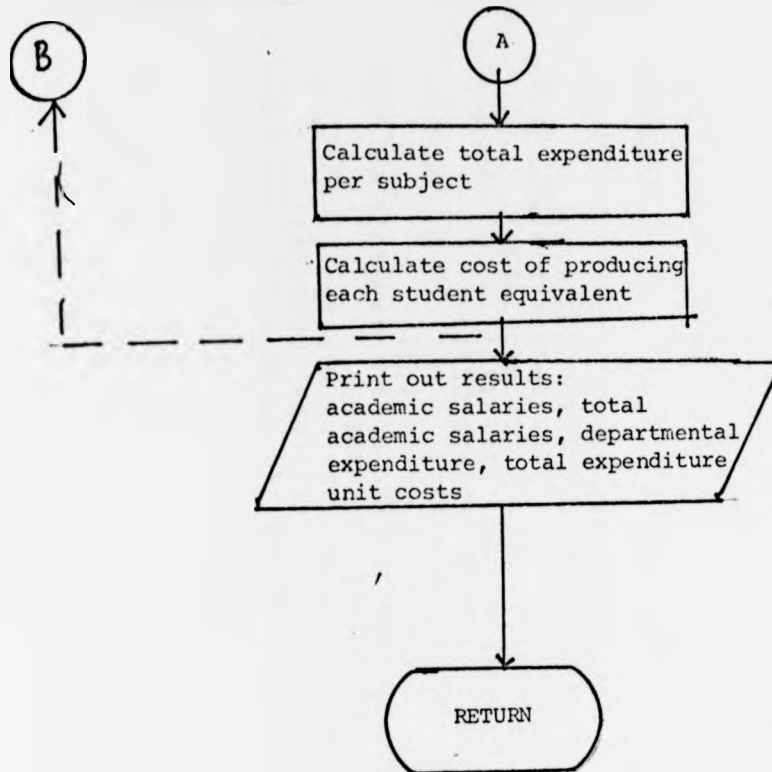 B
A
Calculate total expenditure
per subject
Calculate cost of producing
each student equivalent
Print out results:
academic salaries, total
academic salaries, departmental
expenditure, total expenditure
unit costs
RETURN